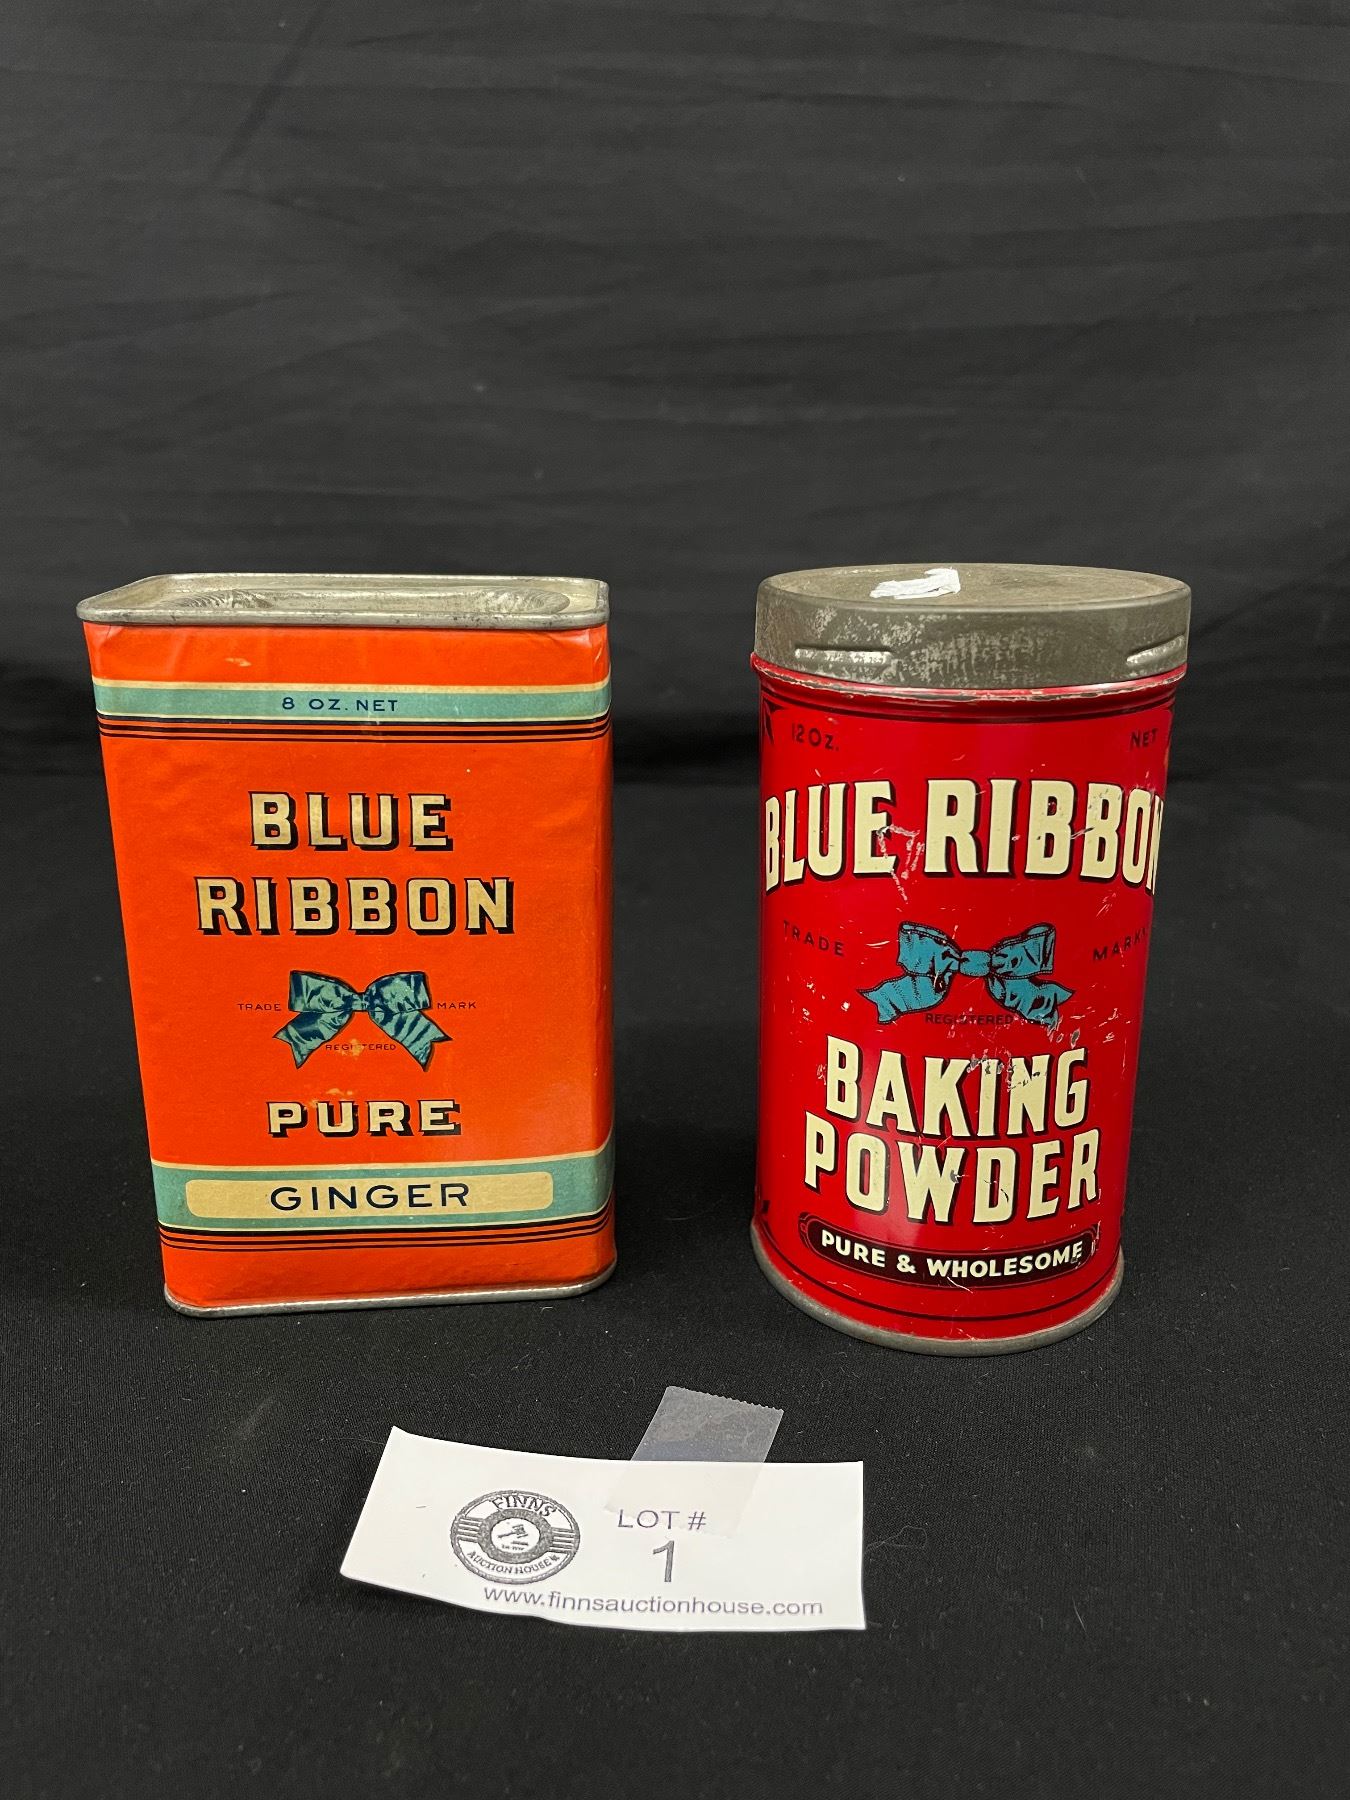 8 OZ. NET
BLUE
RIBBON
TRADE MARK
REGISTERED
PURE
GINGER
12 Oz. NET
BLUE RIBBON
TRADE MARK
REGISTERED
BAKING
POWDER
PURE & WHOLESOME
FINNS
AUCTION HOUSE
LOT #
1
www.finnsauctionhouse.com